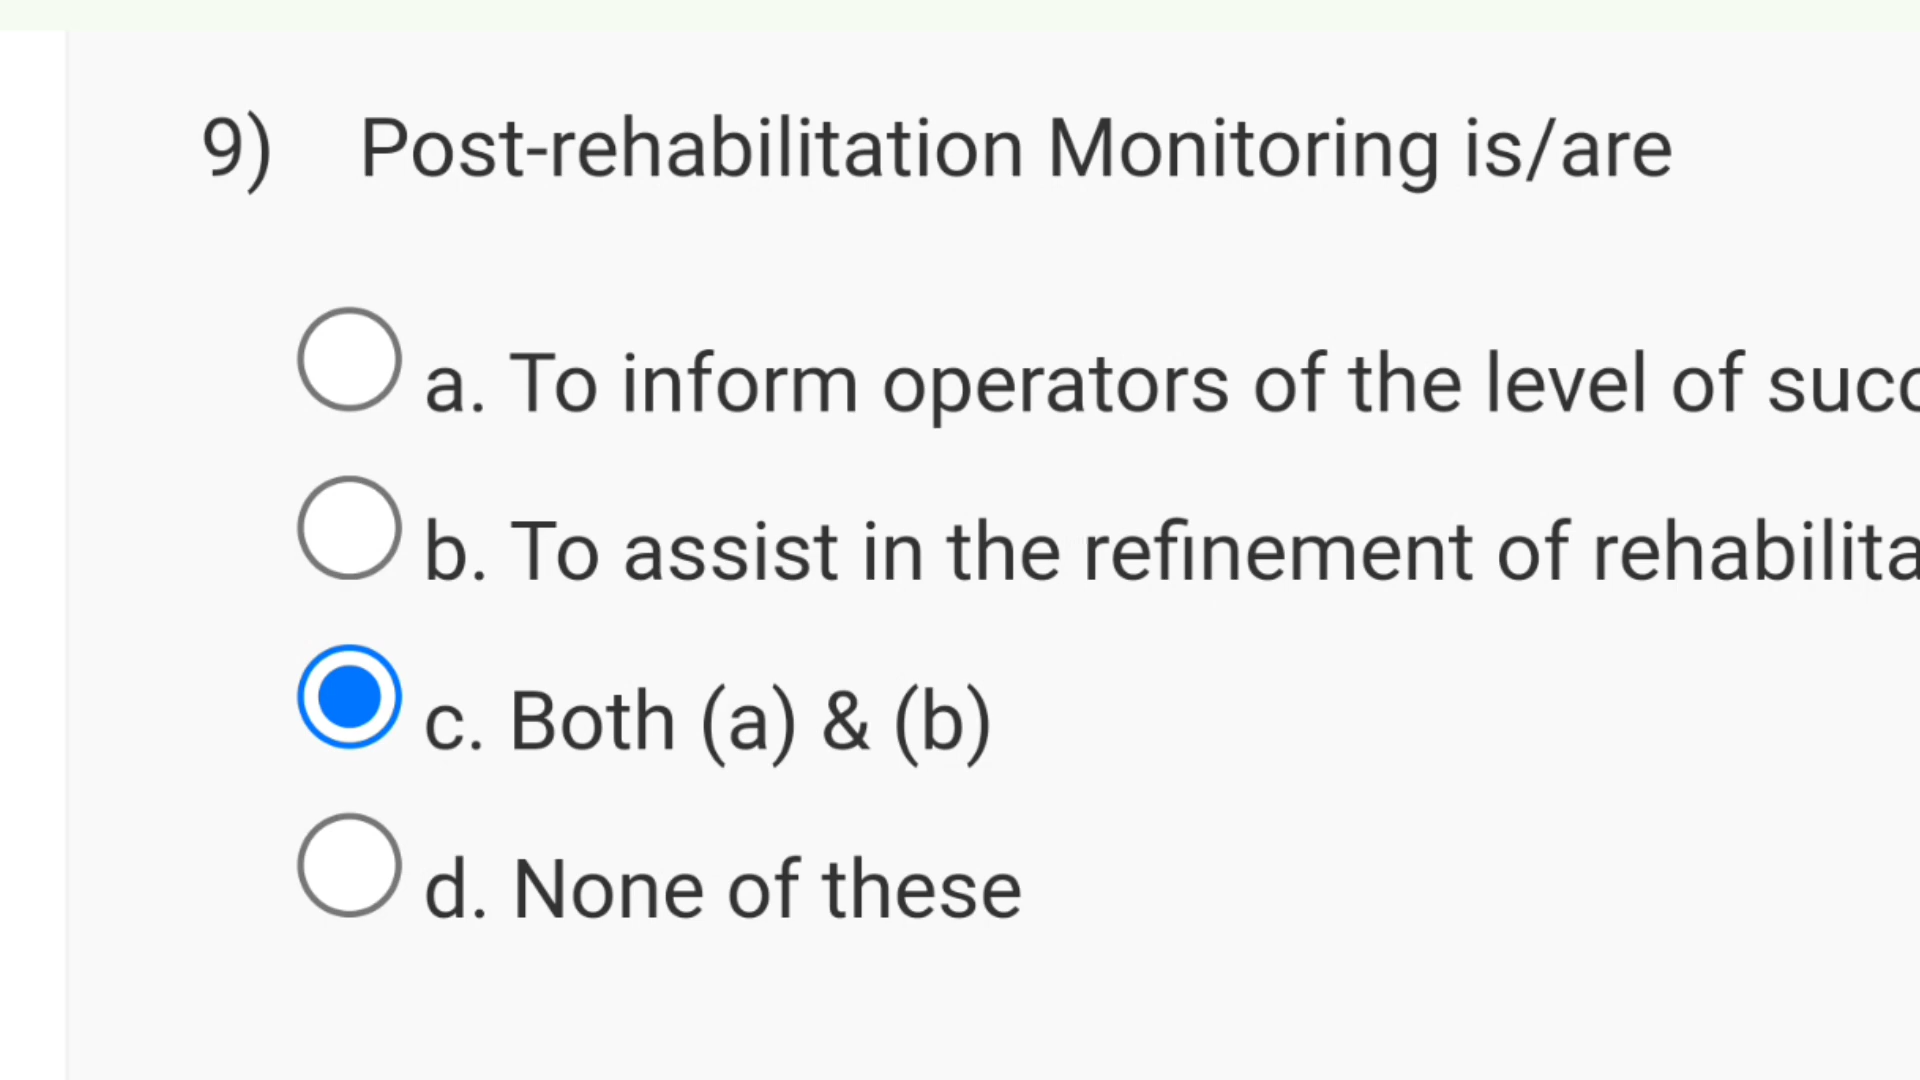 9) Post-rehabilitation Monitoring is/are
a. To inform operators of the level of
b. To assist in the refinement of
c. Both (a) & (b)
d. None of these